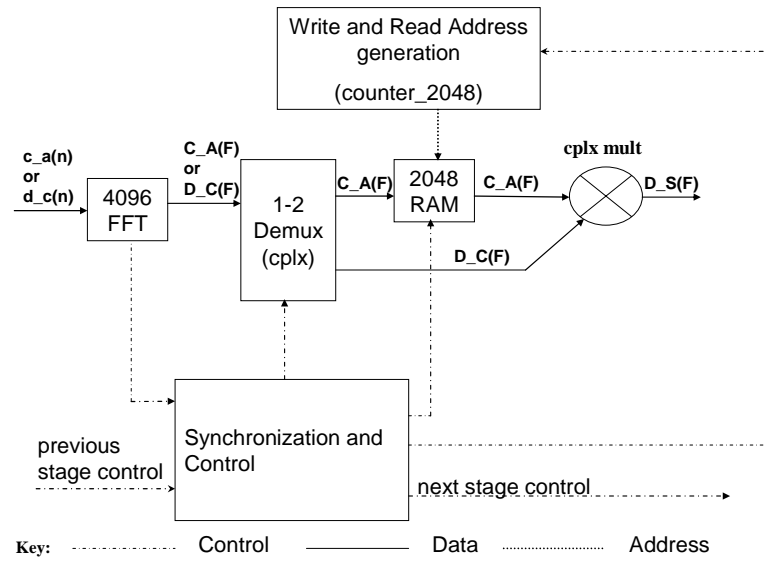 Write and Read Address
generation
(counter_2048)
c_a(n)
or
d_c(n)
4096
FFT
C_A(F)
or
D_C(F)
1-2
Demux
(cplx)
C_A(F)
2048
RAM
C_A(F)
cplx mult
D_S(F)
D_C(F)
previous
stage control
Synchronization and
Control
next stage control
Key: Control Data Address